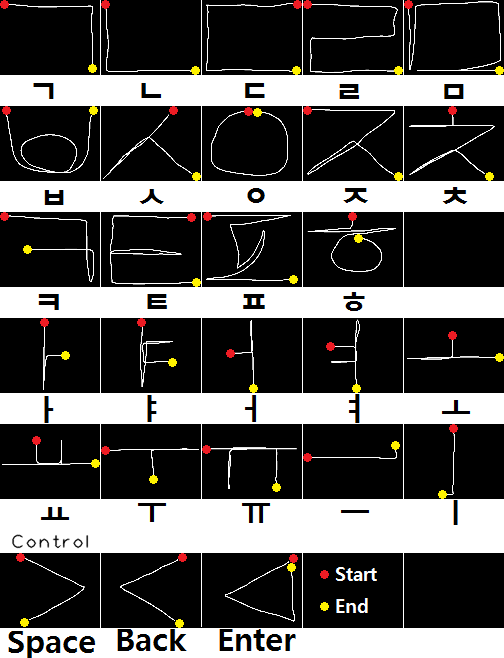 ㄱ ㄴ ㄷ ㄹ ㅁ
ㅂ ㅅ ㅇ ㅈ ㅊ
ㅋ ㅌ ㅍ ㅎ
ㅏ ㅑ ㅓ ㅕ ㅗ
ㅛ ㅜ ㅠ ㅡ ㅣ
Control
Start
End
Space Back Enter